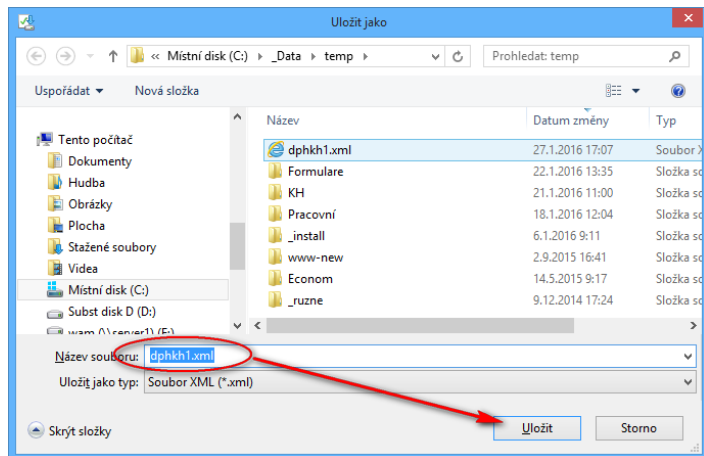 Uložit jako
« Místní disk (C:) ▸ _Data ▸ temp ▸
Prohledat: temp
Uspořádat
Nová složka
Název Datum změny Typ
Tento počítač
Dokumenty
Hudba
Obrázky
Plocha
Stažené soubory
Videa
Místní disk (C:)
Subst disk D (D:)
dphkh1.xml 27.1.2016 17:07 Soubor X
Formulare 22.1.2016 13:35 Složka so
KH 21.1.2016 11:00 Složka so
Pracovní 18.1.2016 12:04 Složka so
_install 6.1.2016 9:11 Složka so
www-new 2.9.2015 16:41 Složka so
Econom 14.5.2015 9:17 Složka so
_ruzne 9.12.2014 17:24 Složka so
Název souboru: dphkh1.xml
Uložit jako typ: Soubor XML (*.xml)
Skrýt složky
Uložit
Storno